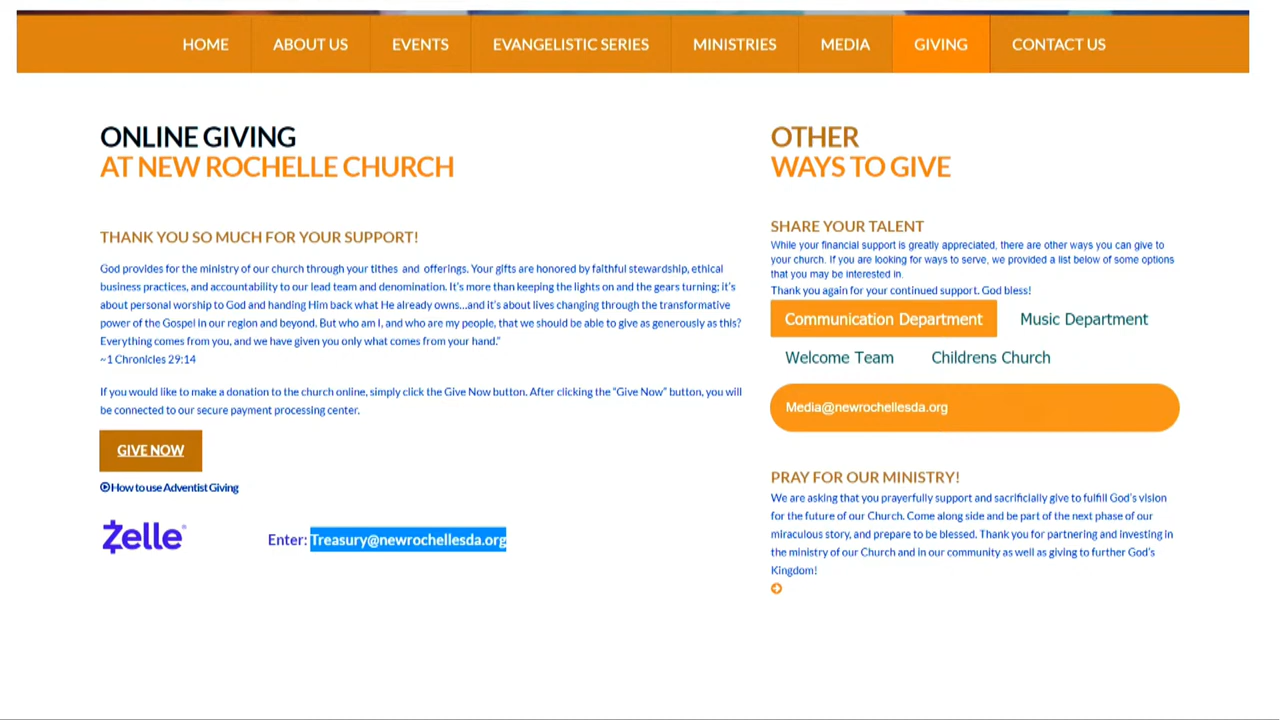 HOME ABOUT US EVENTS EVANGELISTIC SERIES MINISTRIES MEDIA GIVING CONTACT US
ONLINE GIVING
AT NEW ROCHELLE CHURCH
THANK YOU SO MUCH FOR YOUR SUPPORT!
God provides for the ministry of our church through your tithes and offerings. Your gifts are honored by faithful stewardship, ethical
business practices, and accountability to our lead team and denomination. It's more than keeping the lights on and the gears turning; it's
about personal worship to God and handing Him back what He already owns...and it's about lives changing through the transformative
power of the Gospel in our region and beyond. But who am I, and who are my people, that we should be able to give as generously as this?
Everything comes from you, and we have given you only what comes from your hand."
~1 Chronicles 29:14
If you would like to make a donation to the church online, simply click the Give Now button. After clicking the "Give Now" button, you will
be connected to our secure payment processing center.
GIVE NOW
How to use Adventist Giving
Zelle®
Enter: Treasury@newrochellesda.org
OTHER
WAYS TO GIVE
SHARE YOUR TALENT
While your financial support is greatly appreciated, there are other ways you can give to
your church. If you are looking for ways to serve, we provided a list below of some options
that you may be interested in.
Thank you again for your continued support. God bless!
Communication Department Music Department
Welcome Team Childrens Church
Media@newrochellesda.org
PRAY FOR OUR MINISTRY!
We are asking that you prayerfully support and sacrificially give to fulfill God's vision
for the future of our Church. Come along side and be part of the next phase of our
miraculous story, and prepare to be blessed. Thank you for partnering and investing in
the ministry of our Church and in our community as well as giving to further God's
Kingdom!